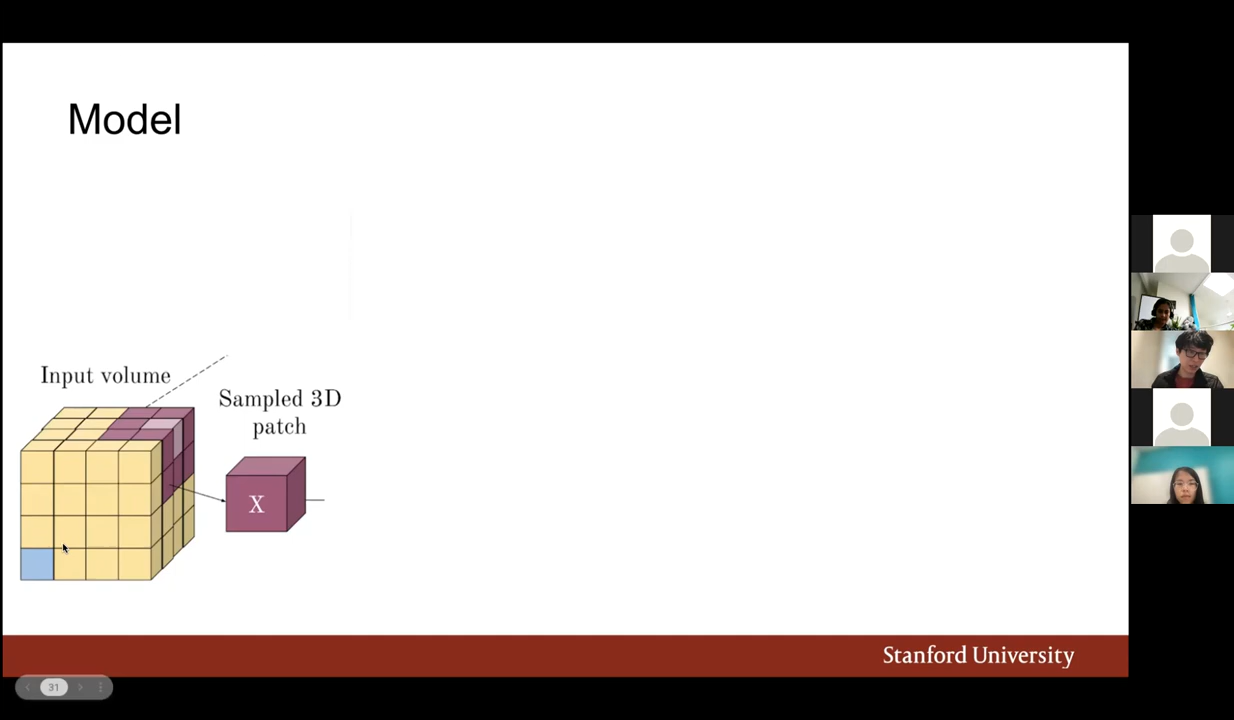 Model
Input volume
Sampled 3D
patch
X
Stanford University
31